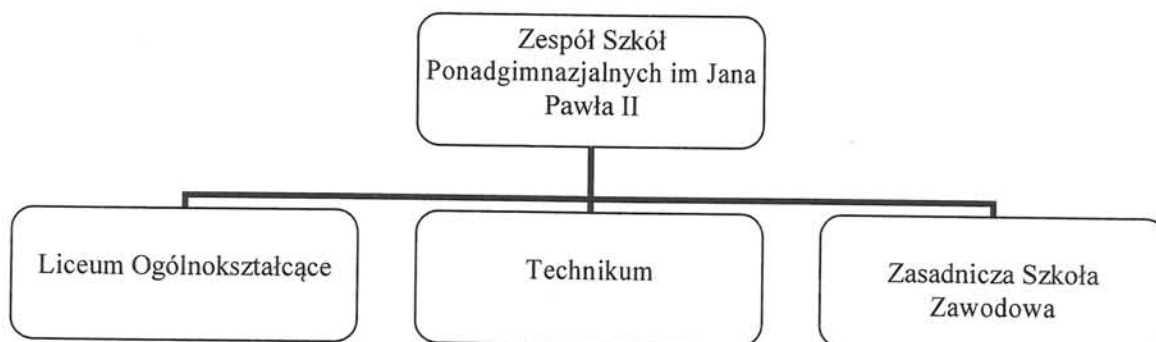 Zespół Szkół
Ponadgimnazjalnych im Jana
Pawła II
Liceum Ogólnokształcące
Technikum
Zasadnicza Szkoła
Zawodowa